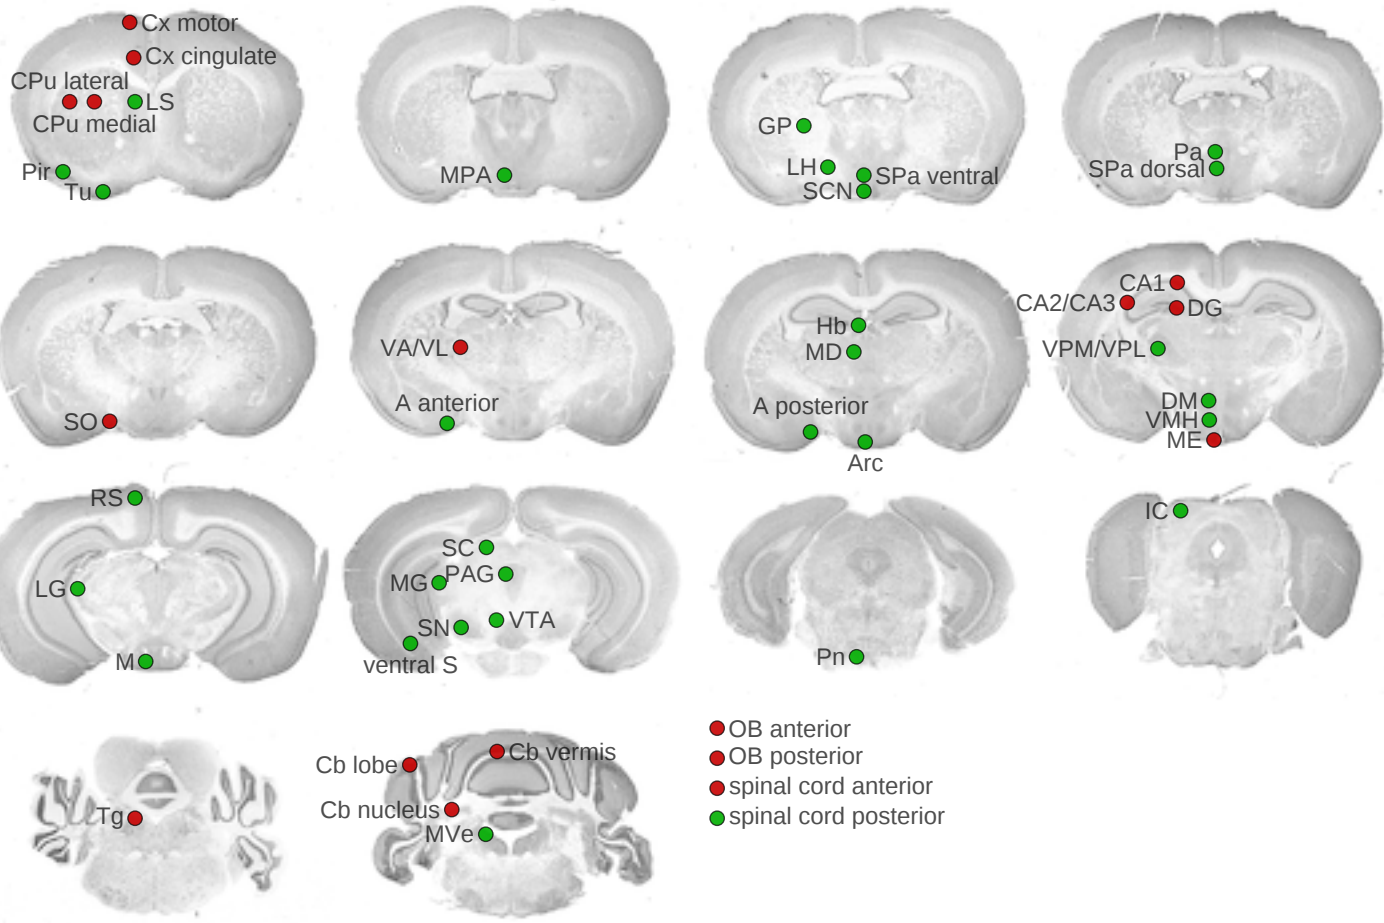 Cx motor
Cx cingulate
CPu lateral
LS
CPu medial
Pir
Tu
MPA
GP
LH
SPa ventral
SCN
Pa
SPa dorsal
SO
VA/VL
A anterior
Hb
MD
A posterior
Arc
CA1
CA2/CA3
DG
VPM/VPL
DM
VMH
ME
RS
LG
M
SC
MG
PAG
SN
VTA
ventral S
Pn
IC
Tg
Cb lobe
Cb vermis
Cb nucleus
MVe
OB anterior
OB posterior
spinal cord anterior
spinal cord posterior